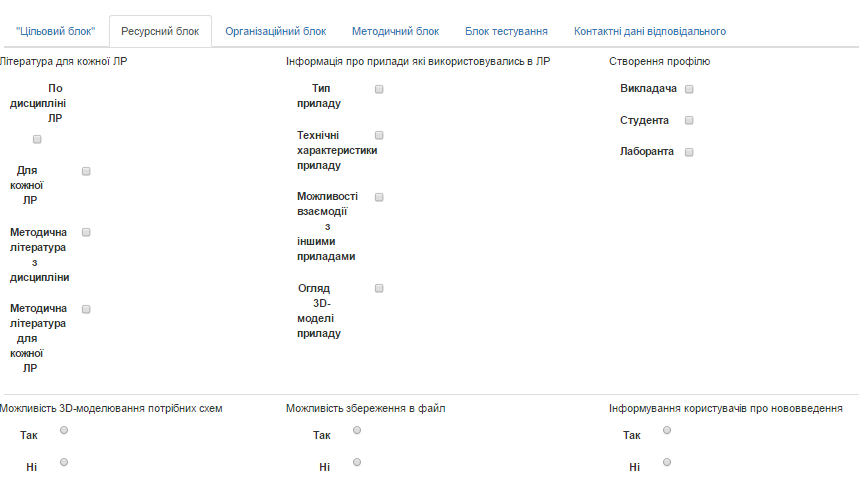 "Цільовий блок"
Ресурсний блок
Організаційний блок
Методичний блок
Блок тестування
Контактні дані відповідального
Література для кожної ЛР
По
дисципліні
ЛР
Для
кожної
ЛР
Методична
література
з
дисципліни
Методична
література
для
кожної
ЛР
Інформація про прилади які використовувались в ЛР
Тип
приладу
Технічні
характеристики
приладу
Можливості
взаємодії
з
іншими
приладами
Огляд
3D-
моделі
приладу
Створення профілю
Викладача
Студента
Лаборанта
Можливість 3D-моделювання потрібних схем
Так
Ні
Можливість збереження в файл
Так
Ні
Інформування користувачів про нововведення
Так
Ні